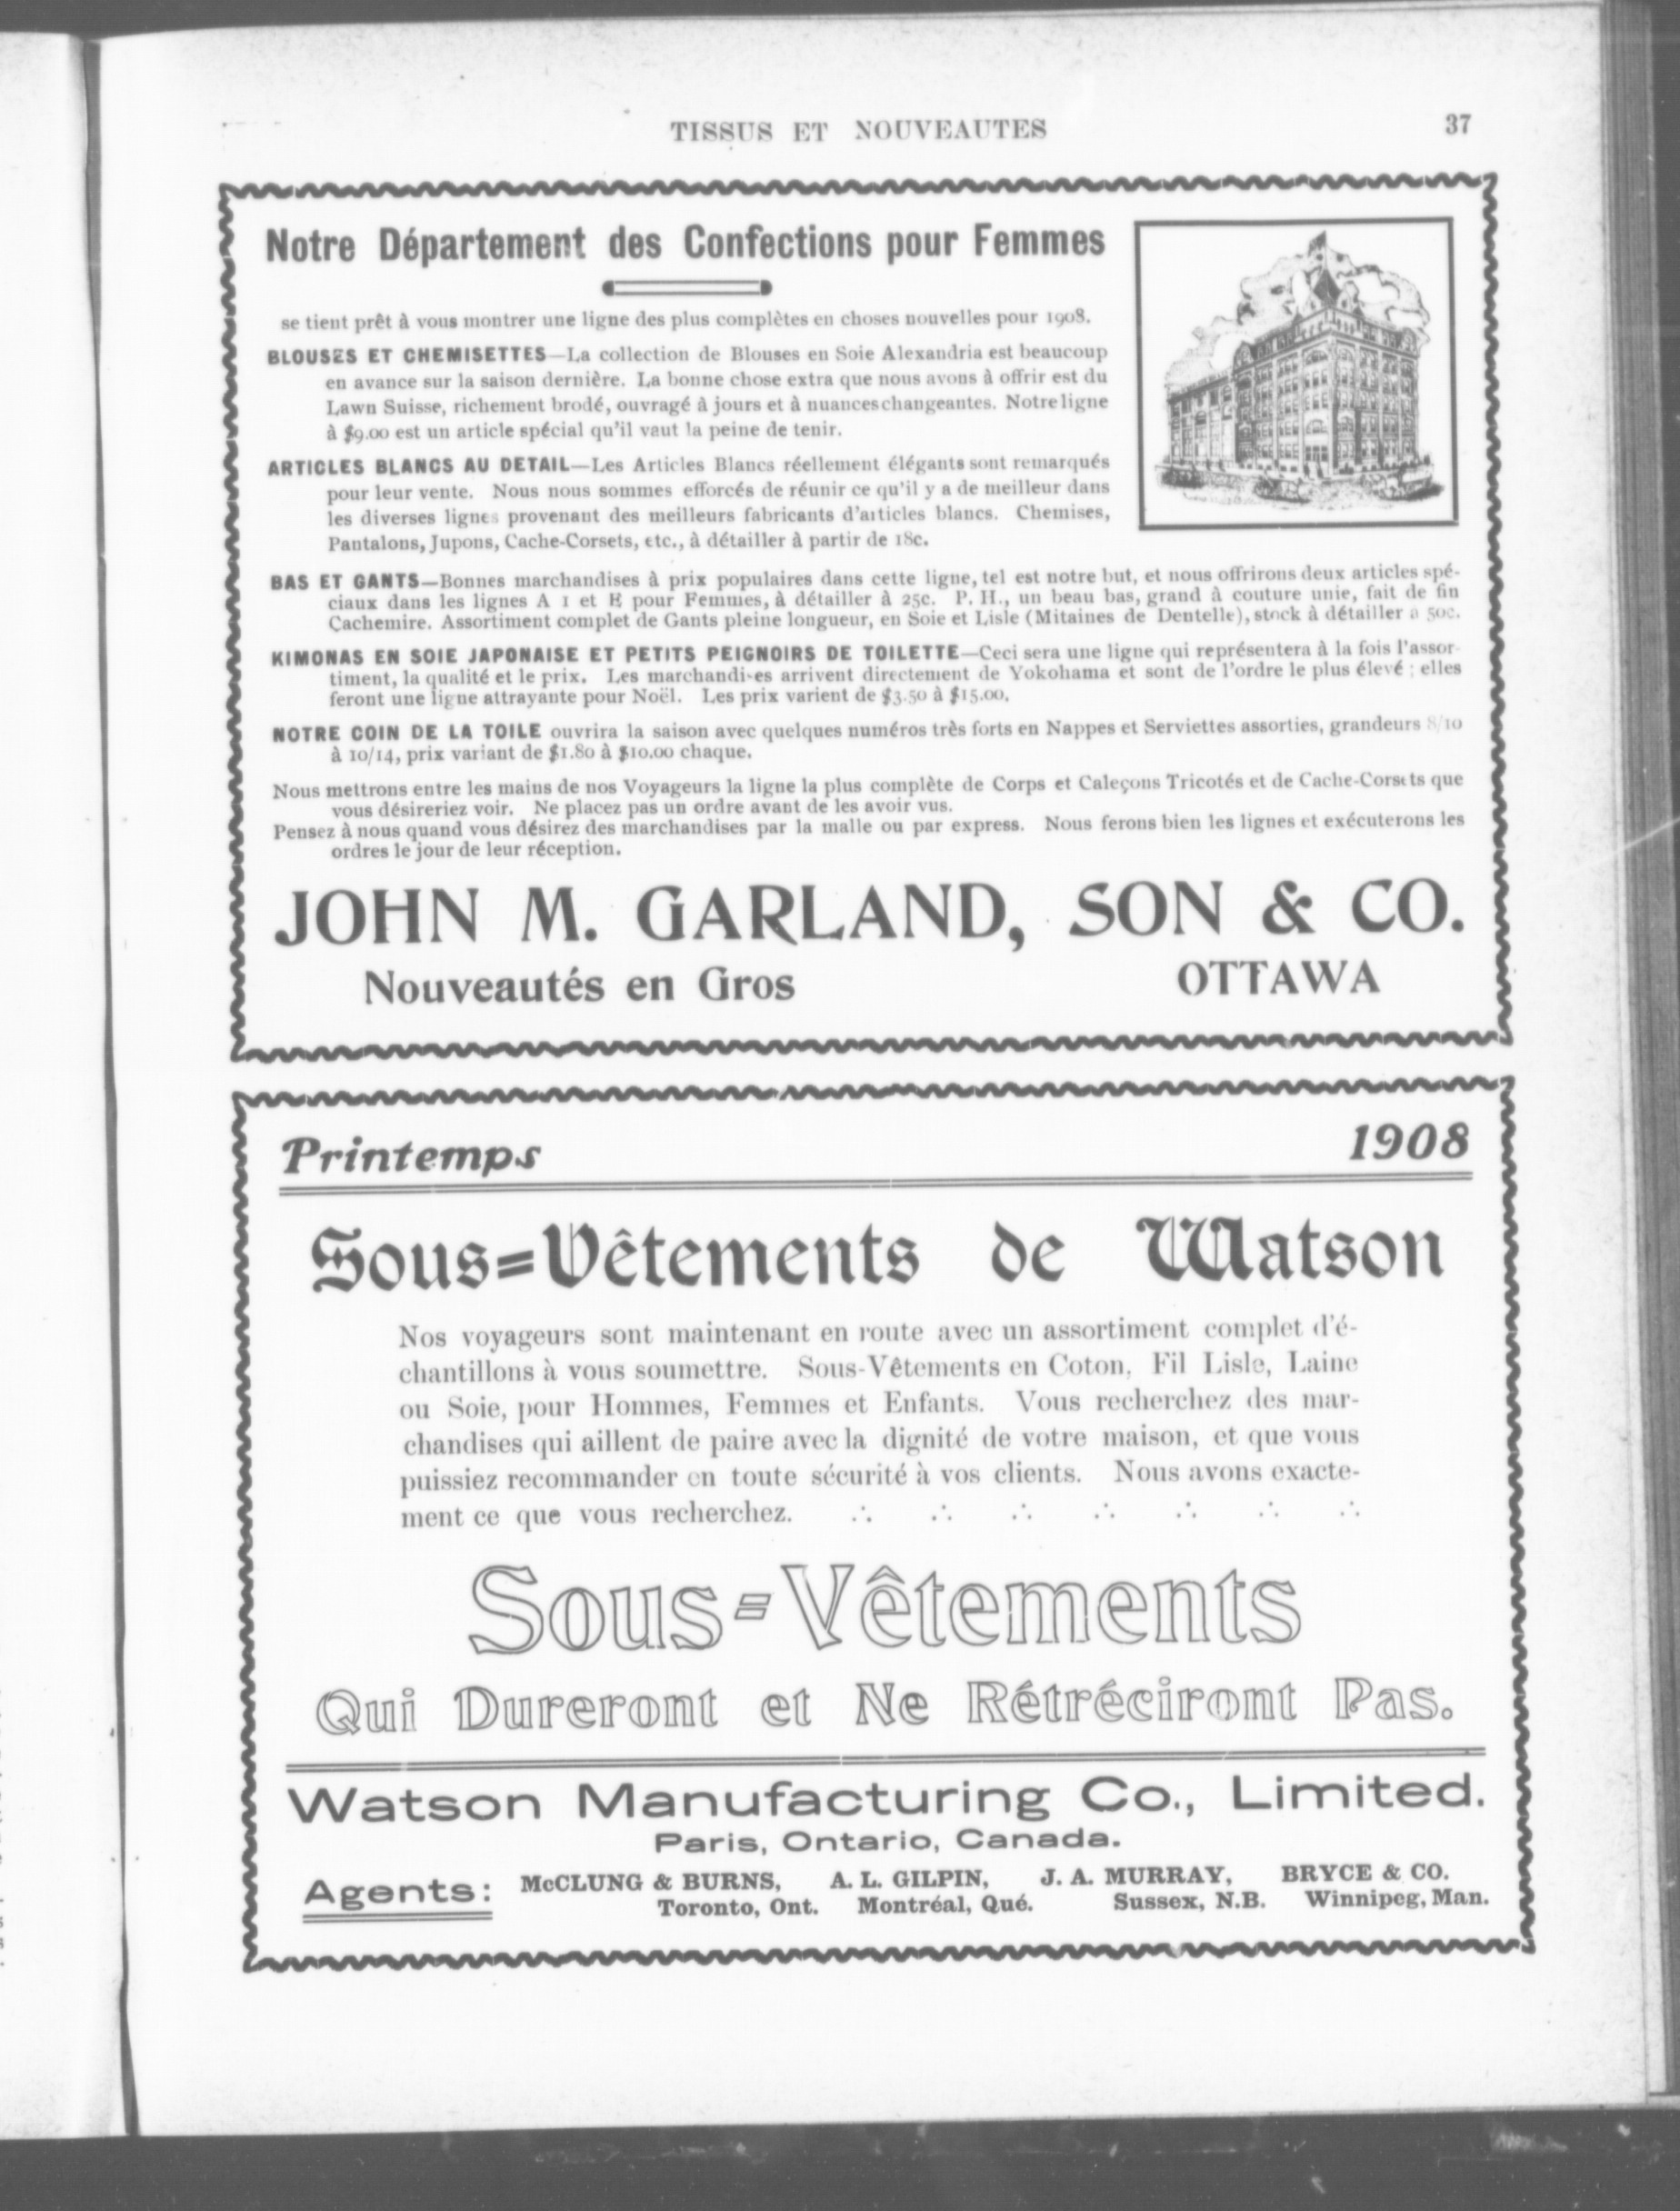 TISSUS ET NOUVEAUTES
37
Notre Département des Confections pour Femmes
se tient prêt à vous montrer une ligne des plus complètes en choses nouvelles pour 1908.
BLOUSES ET CHEMISETTES—La collection de Blouses en Soie Alexandria est beaucoup
en avance sur la saison dernière. La bonne chose extra que nous avons à offrir est du
Lawn Suisse, richement brodé, ouvragé à jours et à nuances changeantes. Notre ligne
à $9.00 est un article spécial qu'il vaut la peine de tenir.
ARTICLES BLANCS AU DETAIL—Les Articles Blancs réellement élégants sont remarqués
pour leur vente. Nous nous sommes efforcés de réunir ce qu'il y a de meilleur dans
les diverses lignes provenant des meilleurs fabricants d'articles blancs. Chemises,
Pantalons, Jupons, Cache-Corsets, etc., à détailler à partir de 18c.
BAS ET GANTS—Bonnes marchandises à prix populaires dans cette ligne, tel est notre but, et nous offrirons deux articles spé-
ciaux dans les lignes A 1 et E pour Femmes, à détailler à 25c. P. H., un beau bas, grand à couture unie, fait de fin
Cachemire. Assortiment complet de Gants pleine longueur, en Soie et Lisle (Mitaines de Dentelle), stock à détailler a 50c.
KIMONAS EN SOIE JAPONAISE ET PETITS PEIGNOIRS DE TOILETTE—Ceci sera une ligne qui représentera à la fois l'assor-
timent, la qualité et le prix. Les marchandises arrivent directement de Yokohama et sont de l'ordre le plus élevé ; elles
feront une ligne attrayante pour Noël. Les prix varient de $3.50 à $15.00.
NOTRE COIN DE LA TOILE ouvrira la saison avec quelques numéros très forts en Nappes et Serviettes assorties, grandeurs 8/10
à 10/14, prix variant de $1.80 à $10.00 chaque.
Nous mettrons entre les mains de nos Voyageurs la ligne la plus complète de Corps et Caleçons Tricotés et de Cache-Corsets que
vous désireriez voir. Ne placez pas un ordre avant de les avoir vus.
Pensez à nous quand vous désirez des marchandises par la malle ou par express. Nous ferons bien les lignes et exécuterons les
ordres le jour de leur réception.
JOHN M. GARLAND, SON & CO.
Nouveautés en Gros OTTAWA
Printemps 1908
Sous=Vêtements de Watson
Nos voyageurs sont maintenant en route avec un assortiment complet d'é-
chantillons à vous soumettre. Sous-Vêtements en Coton, Fil Lisle, Laine
ou Soie, pour Hommes, Femmes et Enfants. Vous recherchez des mar-
chandises qui aillent de paire avec la dignité de votre maison, et que vous
puissiez recommander en toute sécurité à vos clients. Nous avons exacte-
ment ce que vous recherchez. ∴ ∴ ∴ ∴ ∴ ∴ ∴
Sous=Vêtements
Qui Dureront et Ne Rétréciront Pas.
Watson Manufacturing Co., Limited.
Paris, Ontario, Canada.
Agents: McCLUNG & BURNS, A. L. GILPIN, J. A. MURRAY, BRYCE & CO.
Toronto, Ont. Montréal, Qué. Sussex, N.B. Winnipeg, Man.